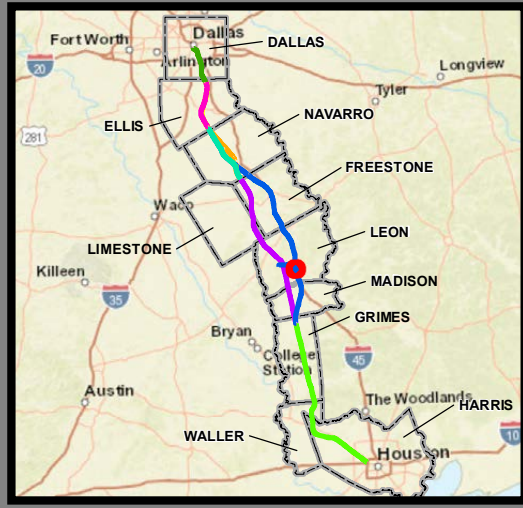 Dallas
DALLAS
Fort Worth
Arlington
20
Longview
Tyler
281
ELLIS
NAVARRO
FREESTONE
Waco
LEON
LIMESTONE
Killeen
MADISON
35
GRIMES
Bryan
College
Station
45
Austin
The Woodlands
HARRIS
WALLER
10
Houston